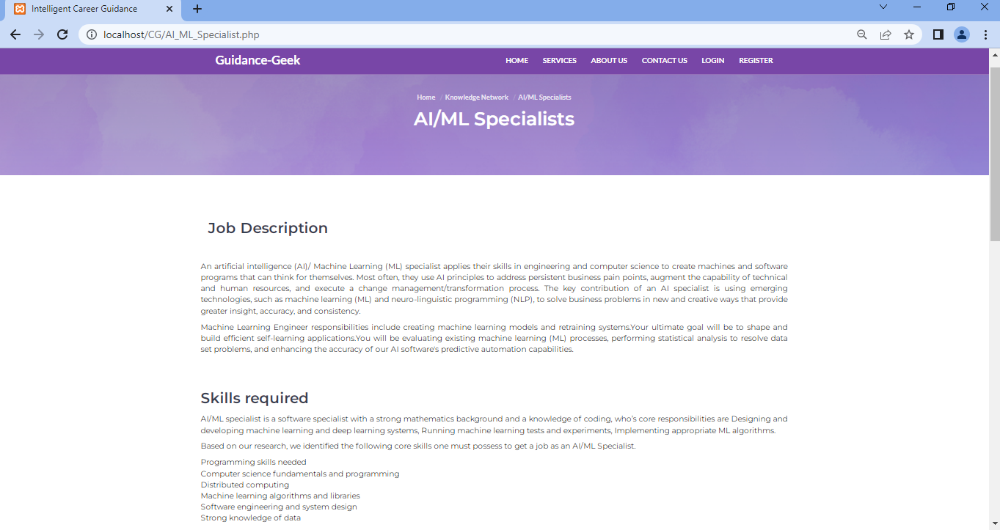 Intelligent Career Guidance
localhost/CG/AI_ML_Specialist.php
Guidance-Geek
HOME SERVICES ABOUT US CONTACT US LOGIN REGISTER
Home / Knowledge Network / AI/ML Specialists
AI/ML Specialists
Job Description
An artificial intelligence (AI)/ Machine Learning (ML) specialist applies their skills in engineering and computer science to create machines and software
programs that can think for themselves. Most often, they use AI principles to address persistent business pain points, augment the capability of technical
and human resources, and execute a change management/transformation process. The key contribution of an AI specialist is using emerging
technologies, such as machine learning (ML) and neuro-linguistic programming (NLP), to solve business problems in new and creative ways that provide
greater insight, accuracy, and consistency.
Machine Learning Engineer responsibilities include creating machine learning models and retraining systems.Your ultimate goal will be to shape and
build efficient self-learning applications.You will be evaluating existing machine learning (ML) processes, performing statistical analysis to resolve data
set problems, and enhancing the accuracy of our AI software's predictive automation capabilities.
Skills required
AI/ML specialist is a software specialist with a strong mathematics background and a knowledge of coding, who's core responsibilities are Designing and
developing machine learning and deep learning systems, Running machine learning tests and experiments, Implementing appropriate ML algorithms.
Based on our research, we identified the following core skills one must possess to get a job as an AI/ML Specialist.
Programming skills needed
Computer science fundamentals and programming
Distributed computing
Machine learning algorithms and libraries
Software engineering and system design
Strong knowledge of data